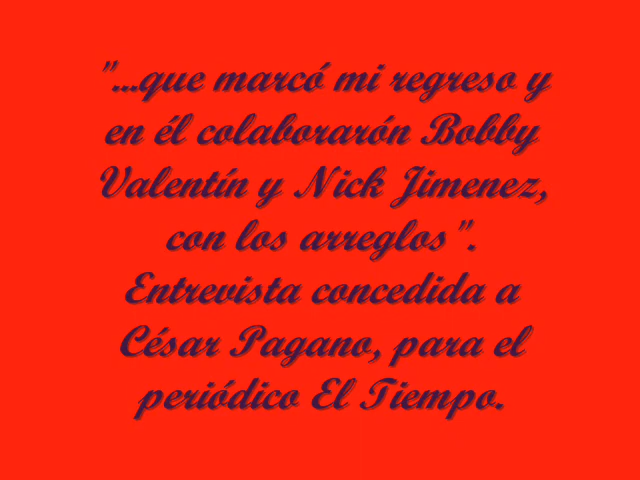 "...que marcó mi regreso y
en él colaborarón Bobby
Valentín y Nick Jimenez,
con los arreglos".
Entrevista concedida a
César Pagano, para el
periódico El Tiempo.